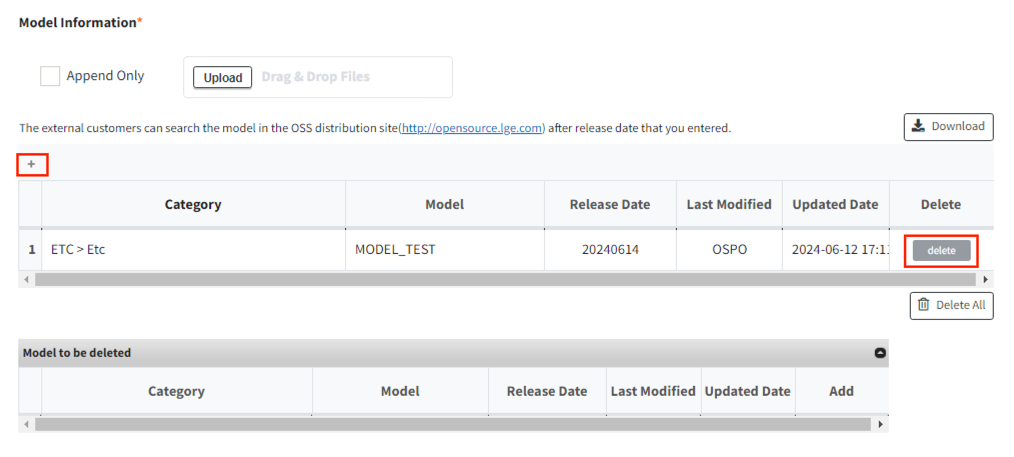 Model Information*
Append Only
Upload Drag & Drop Files
The external customers can search the model in the OSS distribution site(http://opensource.lge.com) after release date that you entered.
Download
+
Category Model Release Date Last Modified Updated Date Delete
1 ETC > Etc MODEL_TEST 20240614 OSPO 2024-06-12 17:1 delete
Delete All
Model to be deleted
Category Model Release Date Last Modified Updated Date Add